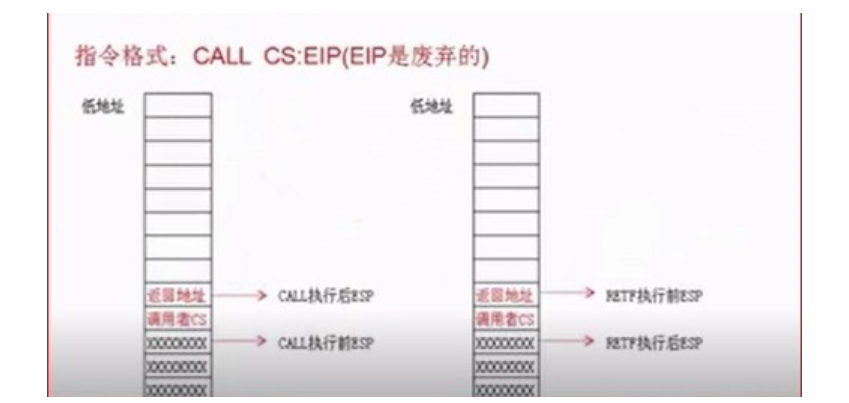 指令格式：CALL CS:EIP(EIP是废弃的)
低地址 低地址
返回地址 CALL执行后ESP 返回地址 RETF执行前ESP
调用者CS 调用者CS
XXXXXXXX CALL执行前ESP XXXXXXXX RETF执行后ESP
XXXXXXXX XXXXXXXX
XXXXXXXX XXXXXXXX